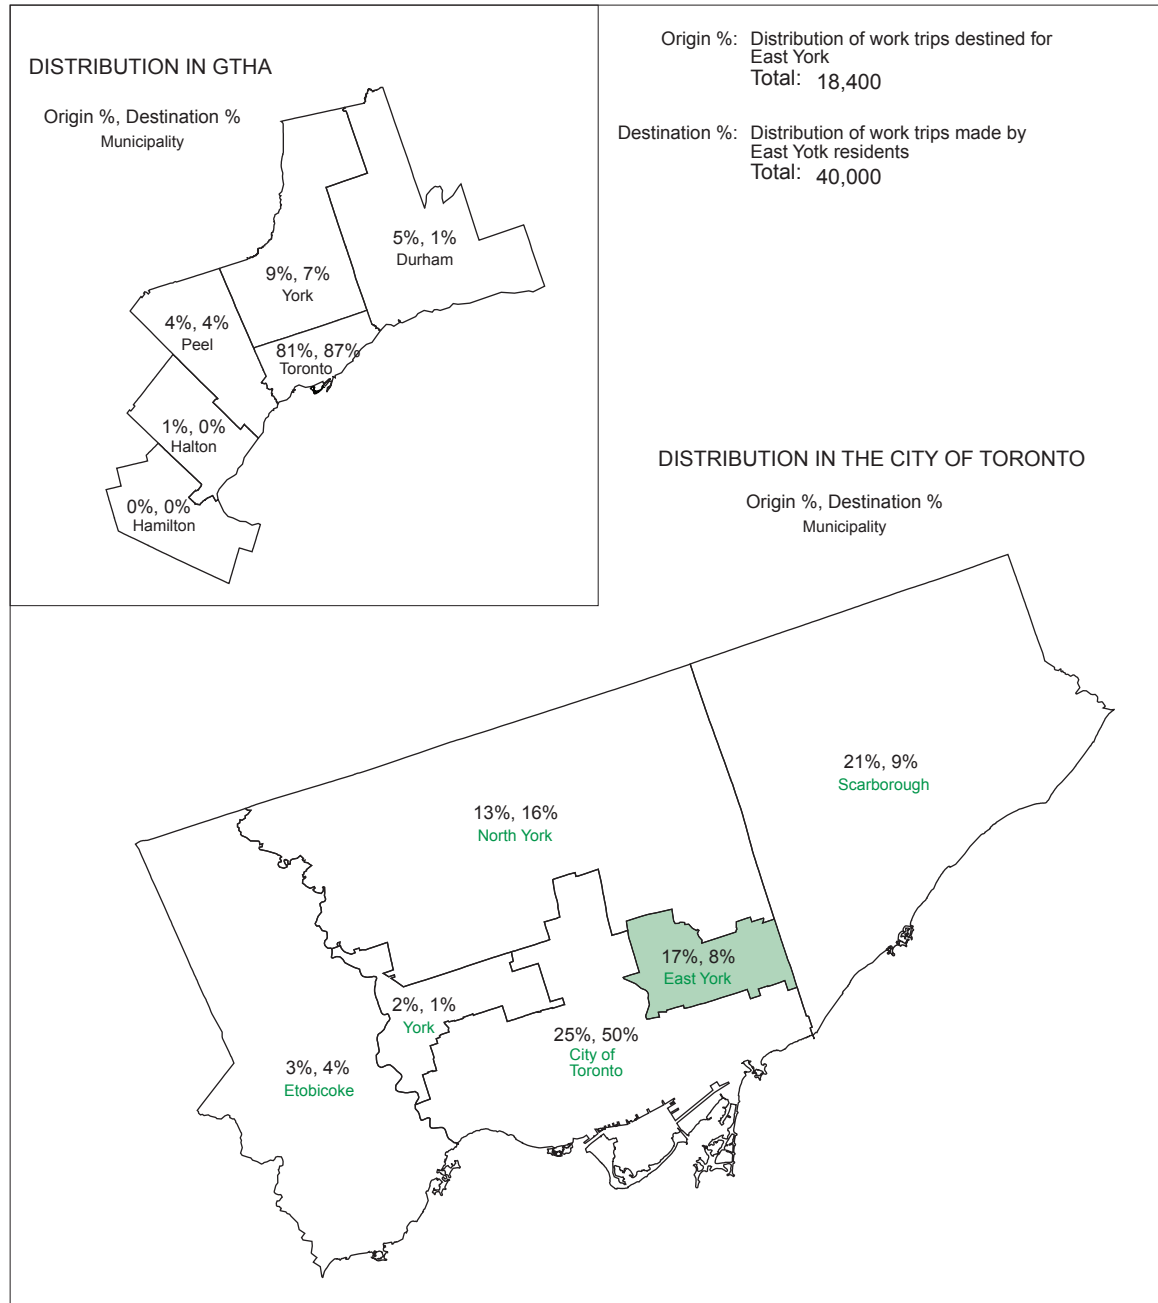 DISTRIBUTION IN GTHA
Origin %, Destination %
Municipality
Origin %: Distribution of work trips destined for
East York
Total: 18,400
Destination %: Distribution of work trips made by
East Yotk residents
Total: 40,000
5%, 1%
Durham
9%, 7%
York
4%, 4%
Peel
81%, 87%
Toronto
1%, 0%
Halton
0%, 0%
Hamilton
DISTRIBUTION IN THE CITY OF TORONTO
Origin %, Destination %
Municipality
21%, 9%
Scarborough
13%, 16%
North York
17%, 8%
East York
2%, 1%
York
25%, 50%
City of
Toronto
3%, 4%
Etobicoke